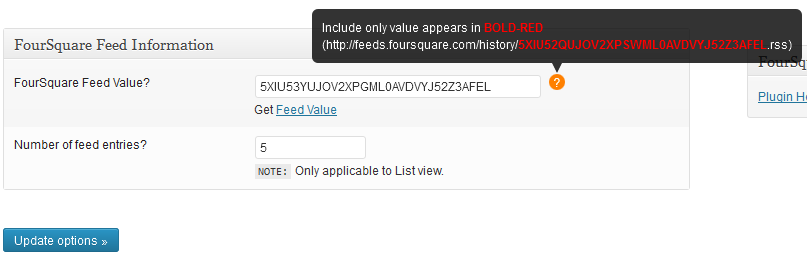 Include only value appears in BOLD-RED
(http://feeds.foursquare.com/history/5XIU52QUJOV2XPSWML0AVDVYJ52Z3AFEL.rss)
FourSquare Feed Information
FourSq
FourSquare Feed Value?
5XIU53YUJOV2XPGML0AVDVYJ52Z3AFEL
?
Get Feed Value
Plugin He
Number of feed entries?
5
NOTE: Only applicable to List view.
Update options »